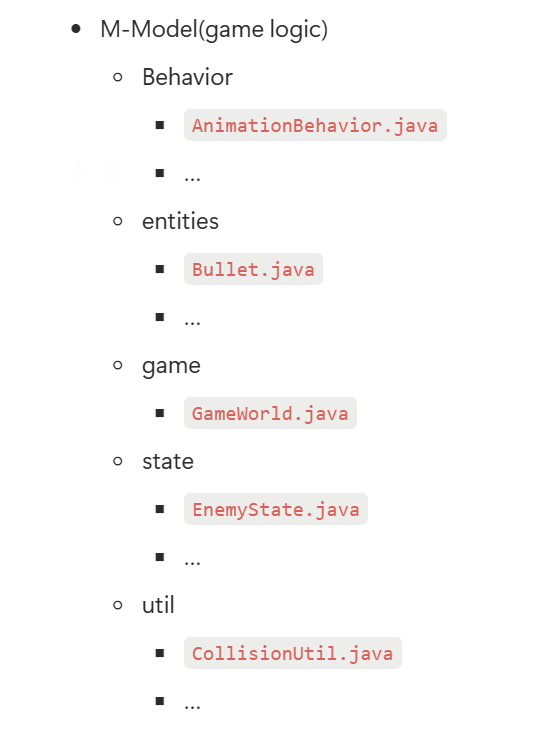 M-Model(game logic)
Behavior
AnimationBehavior.java
...
entities
Bullet.java
...
game
GameWorld.java
state
EnemyState.java
...
util
CollisionUtil.java
...